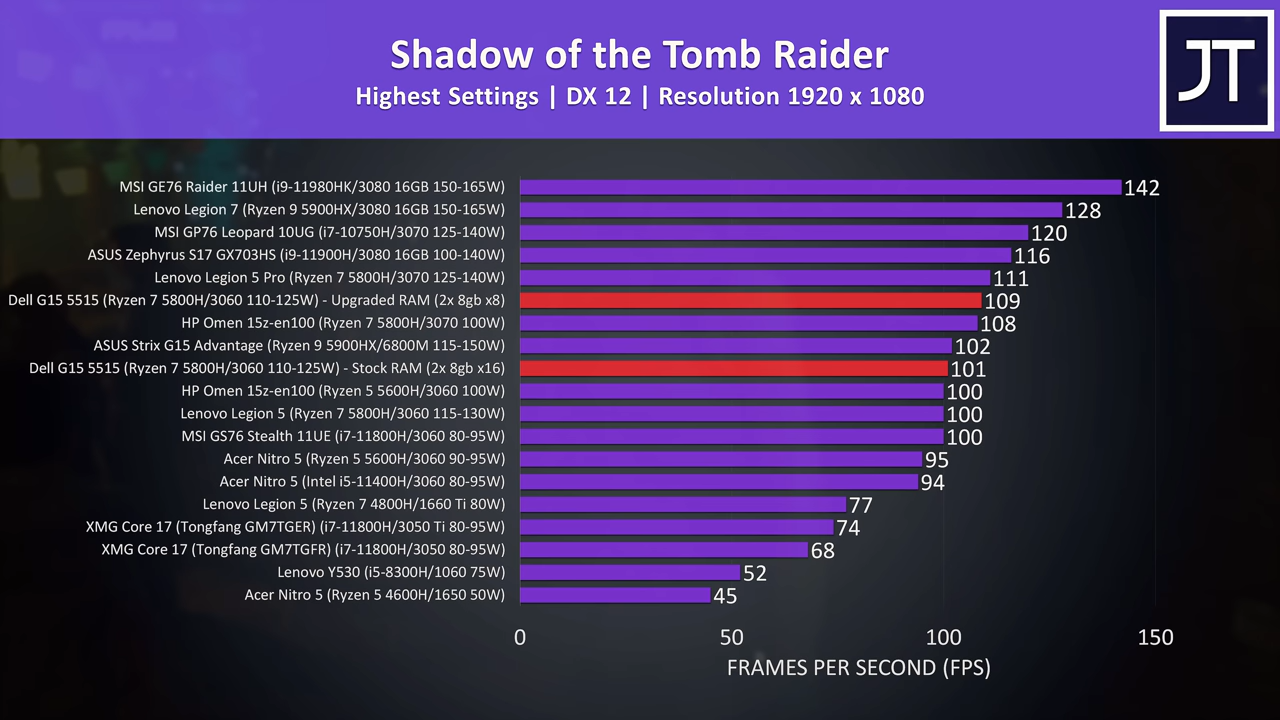 Shadow of the Tomb Raider
Highest Settings | DX 12 | Resolution 1920 x 1080
JT
MSI GE76 Raider 11UH (i9-11980HK/3080 16GB 150-165W) 142
Lenovo Legion 7 (Ryzen 9 5900HX/3080 16GB 150-165W) 128
MSI GP76 Leopard 10UG (i7-10750H/3070 125-140W) 120
ASUS Zephyrus S17 GX703HS (i9-11900H/3080 16GB 100-140W) 116
Lenovo Legion 5 Pro (Ryzen 7 5800H/3070 125-140W) 111
Dell G15 5515 (Ryzen 7 5800H/3060 110-125W) - Upgraded RAM (2x 8gb x8) 109
HP Omen 15z-en100 (Ryzen 7 5800H/3070 100W) 108
ASUS Strix G15 Advantage (Ryzen 9 5900HX/6800M 115-150W) 102
Dell G15 5515 (Ryzen 7 5800H/3060 110-125W) - Stock RAM (2x 8gb x16) 101
HP Omen 15z-en100 (Ryzen 5 5600H/3060 100W) 100
Lenovo Legion 5 (Ryzen 7 5800H/3060 115-130W) 100
MSI GS76 Stealth 11UE (i7-11800H/3060 80-95W) 100
Acer Nitro 5 (Ryzen 5 5600H/3060 90-95W) 95
Acer Nitro 5 (Intel i5-11400H/3060 80-95W) 94
Lenovo Legion 5 (Ryzen 7 4800H/1660 Ti 80W) 77
XMG Core 17 (Tongfang GM7TGER) (i7-11800H/3050 Ti 80-95W) 74
XMG Core 17 (Tongfang GM7TGFR) (i7-11800H/3050 80-95W) 68
Lenovo Y530 (i5-8300H/1060 75W) 52
Acer Nitro 5 (Ryzen 5 4600H/1650 50W) 45
0 50 100 150
FRAMES PER SECOND (FPS)